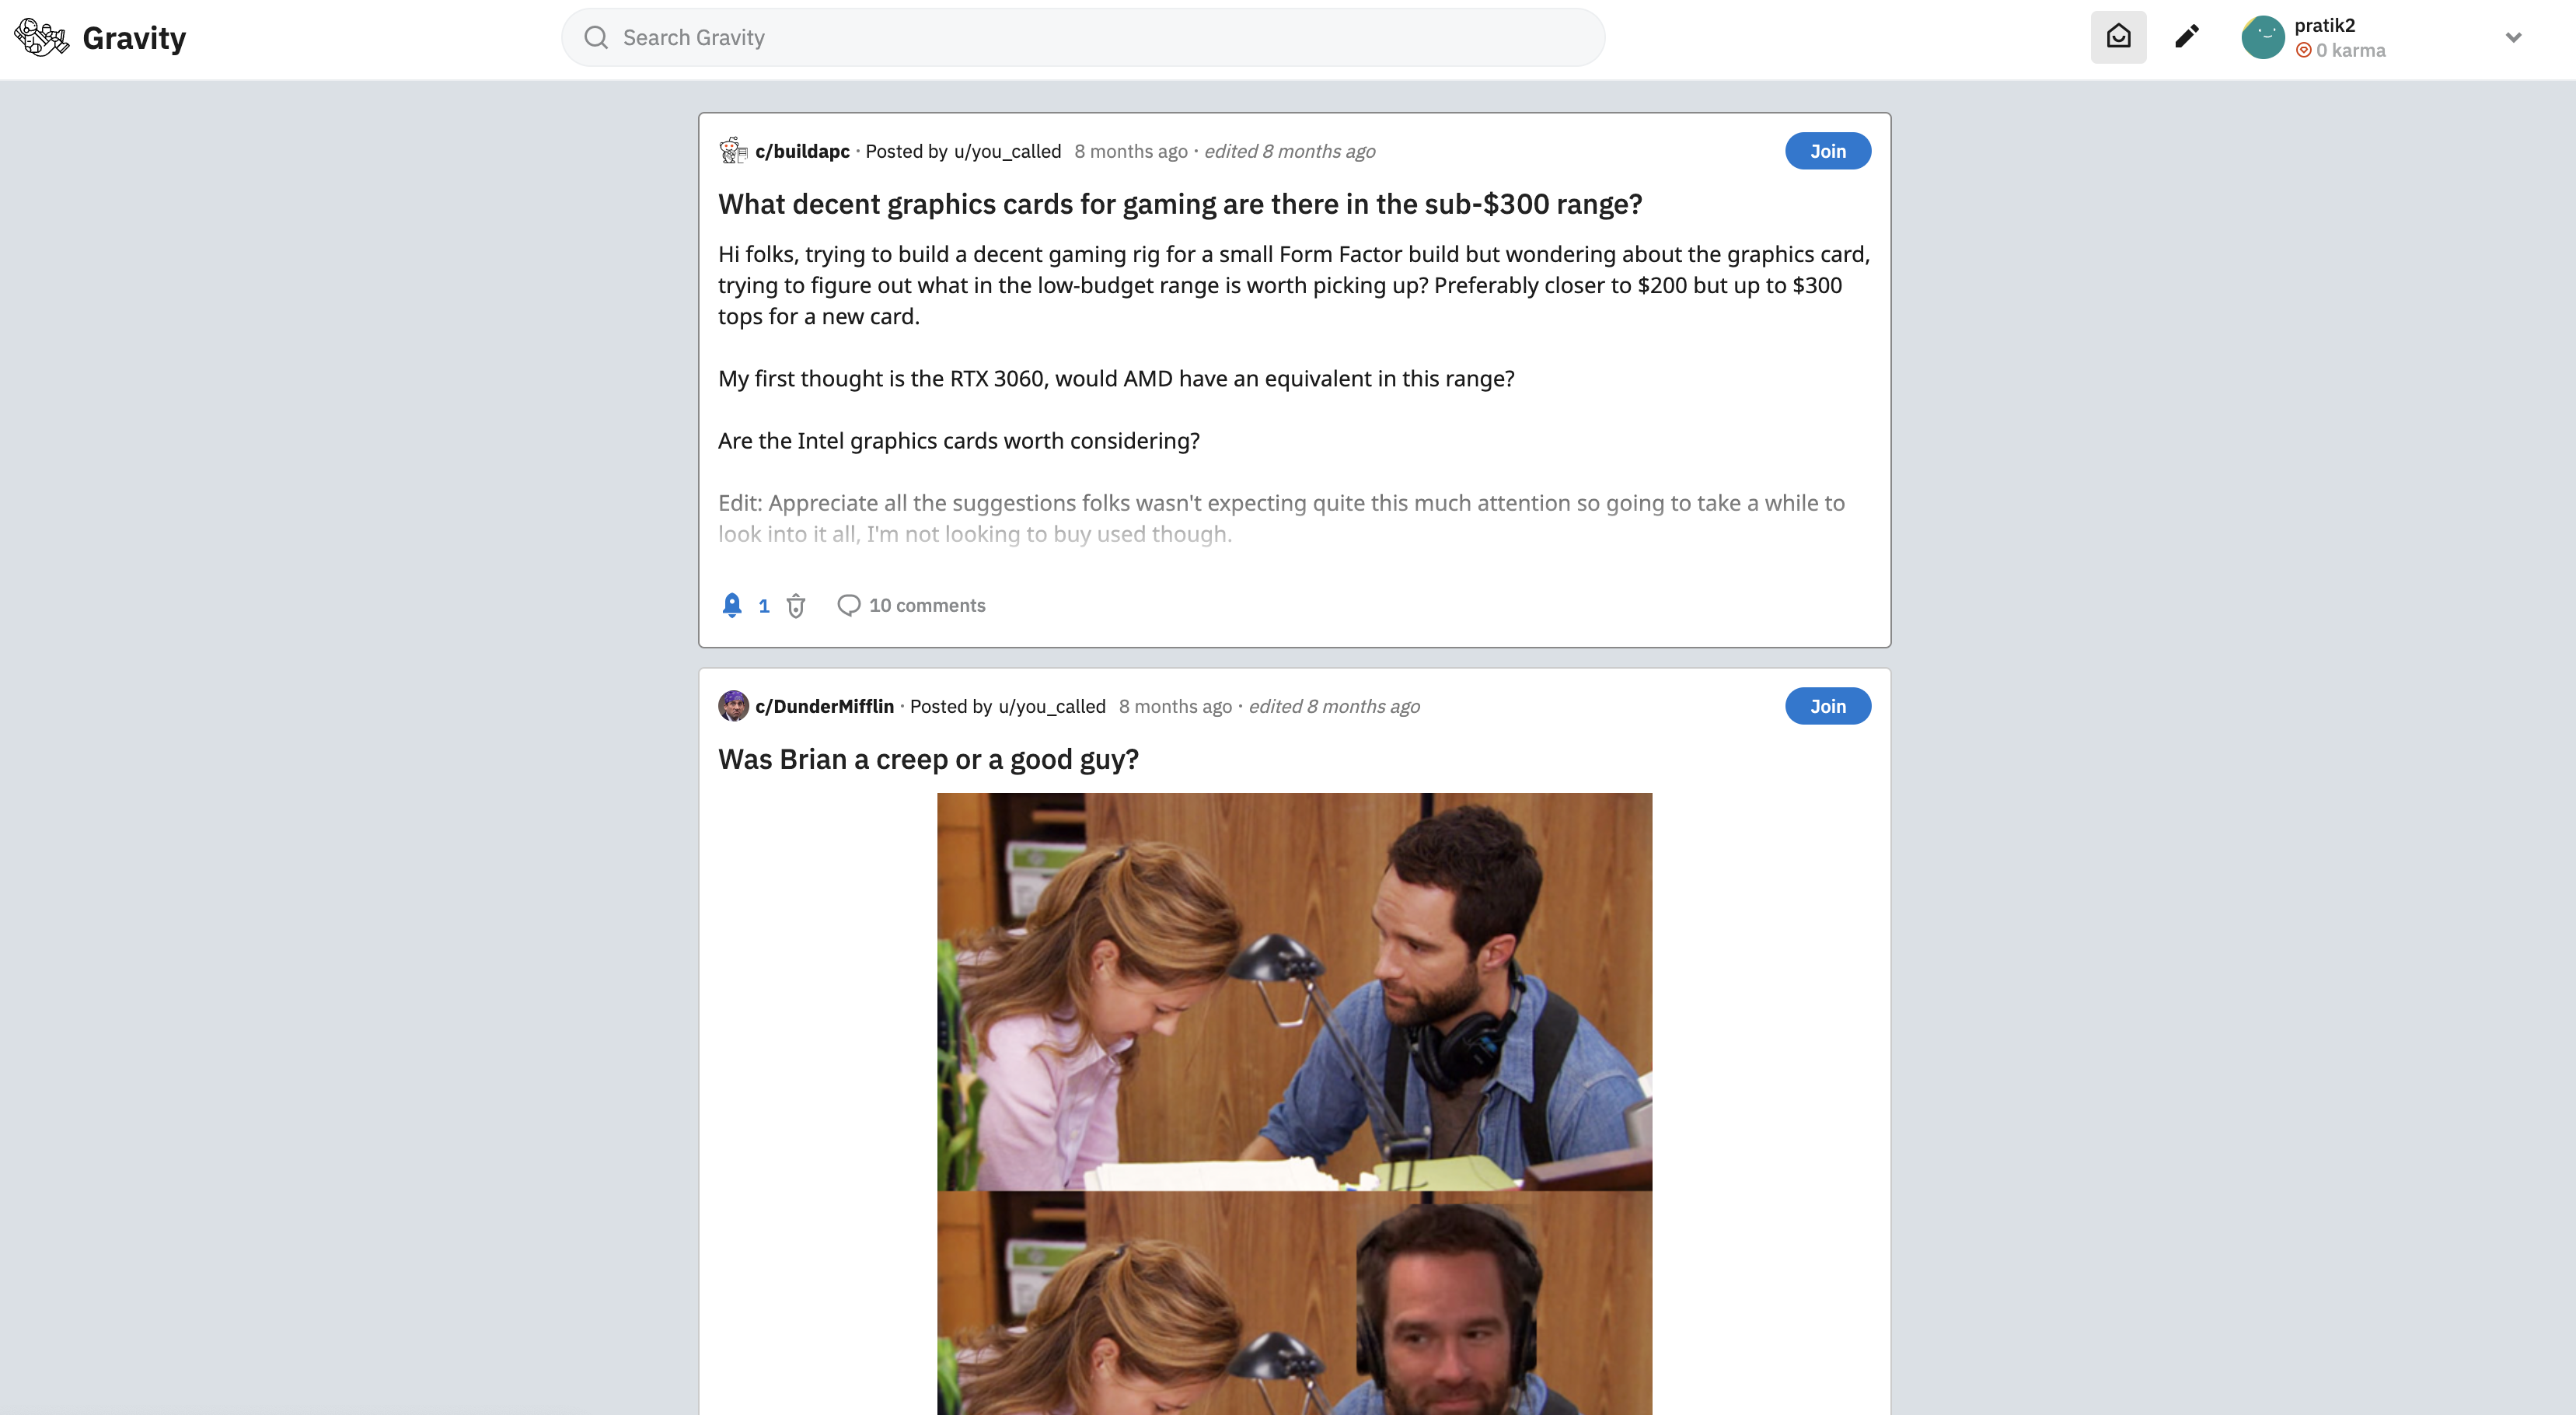 Gravity
Search Gravity
pratik2
0 karma
c/buildapc · Posted by u/you_called 8 months ago · edited 8 months ago
Join
What decent graphics cards for gaming are there in the sub-$300 range?
Hi folks, trying to build a decent gaming rig for a small Form Factor build but wondering about the graphics card,
trying to figure out what in the low-budget range is worth picking up? Preferably closer to $200 but up to $300
tops for a new card.
My first thought is the RTX 3060, would AMD have an equivalent in this range?
Are the Intel graphics cards worth considering?
Edit: Appreciate all the suggestions folks wasn't expecting quite this much attention so going to take a while to
look into it all, I'm not looking to buy used though.
1
10 comments
c/DunderMifflin · Posted by u/you_called 8 months ago · edited 8 months ago
Join
Was Brian a creep or a good guy?